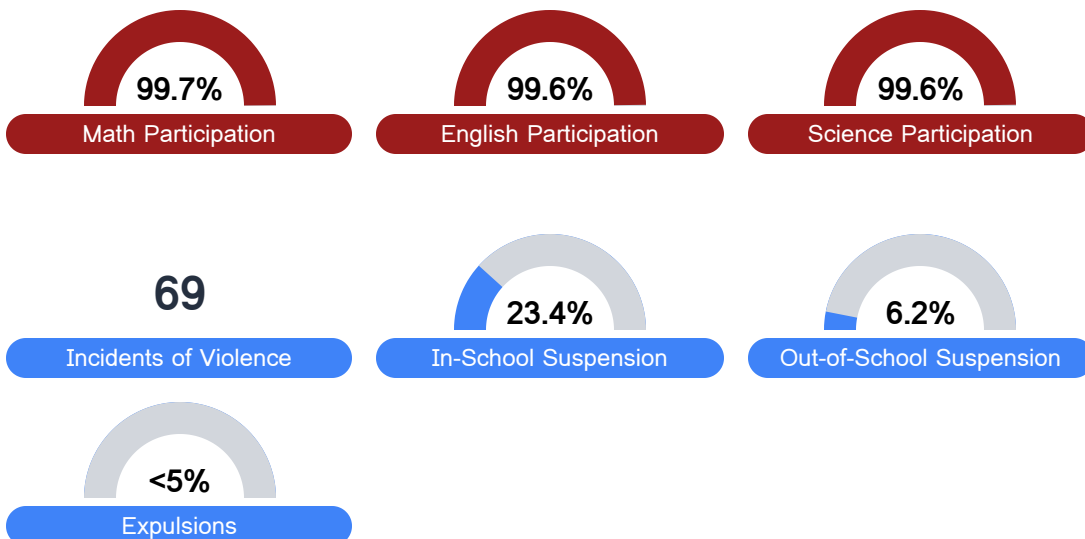 99.7%
Math Participation
99.6%
English Participation
99.6%
Science Participation
69
Incidents of Violence
23.4%
In-School Suspension
6.2%
Out-of-School Suspension
<5%
Expulsions